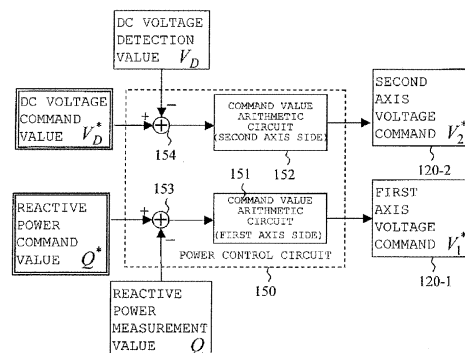 DC VOLTAGE
DETECTION
VALUE V_D
DC VOLTAGE
COMMAND
VALUE V_D^*
+
−
154
COMMAND VALUE
ARITHMETIC
CIRCUIT
(SECOND AXIS SIDE)
152
SECOND
AXIS
VOLTAGE
COMMAND V_2^*
120-2
REACTIVE
POWER
COMMAND
VALUE Q^*
+
−
153
151
COMMAND VALUE
ARITHMETIC
CIRCUIT
(FIRST AXIS SIDE)
POWER CONTROL CIRCUIT
150
FIRST
AXIS
VOLTAGE
COMMAND V_1^*
120-1
REACTIVE
POWER
MEASUREMENT
VALUE Q